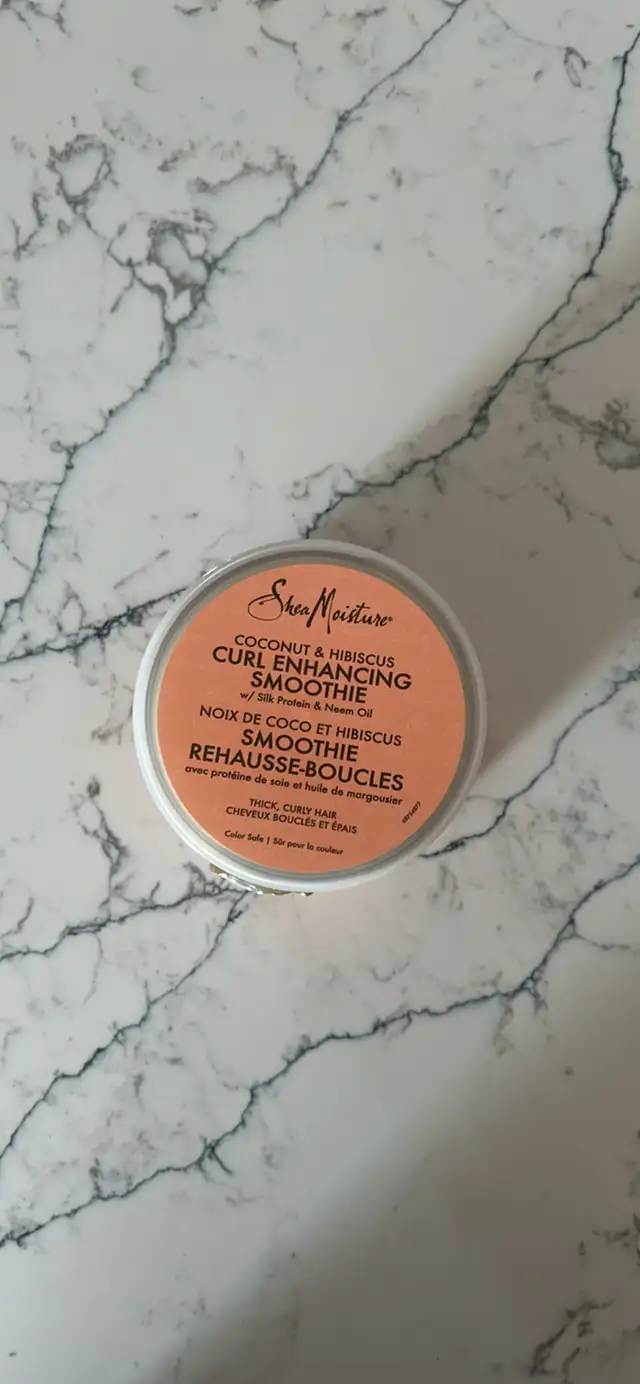 SheaMoisture®
COCONUT & HIBISCUS
CURL ENHANCING
SMOOTHIE
w/ Silk Protein & Neem Oil
NOIX DE COCO ET HIBISCUS
SMOOTHIE
REHAUSSE-BOUCLES
avec protéine de soie et huile de margousier
THICK, CURLY HAIR
CHEVEUX BOUCLÉS ET ÉPAIS
Color Safe | Sûr pour la couleur